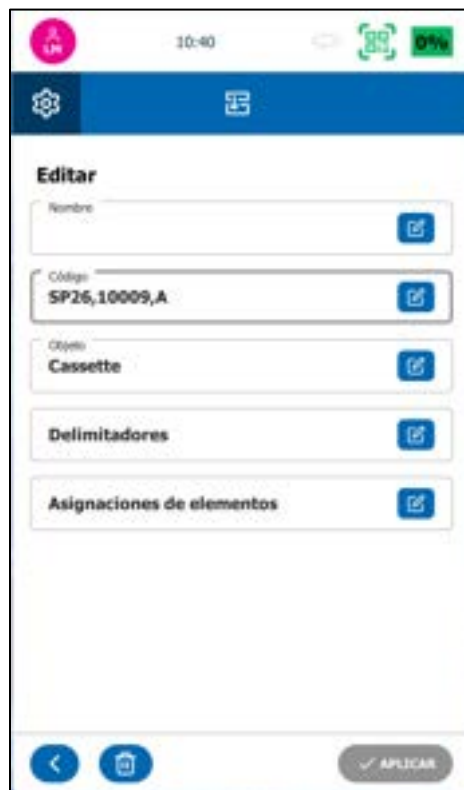 LM
10:40
0%
Editar
Nombre
Código
SP26,10009,A
Objeto
Cassette
Delimitadores
Asignaciones de elementos
APLICAR